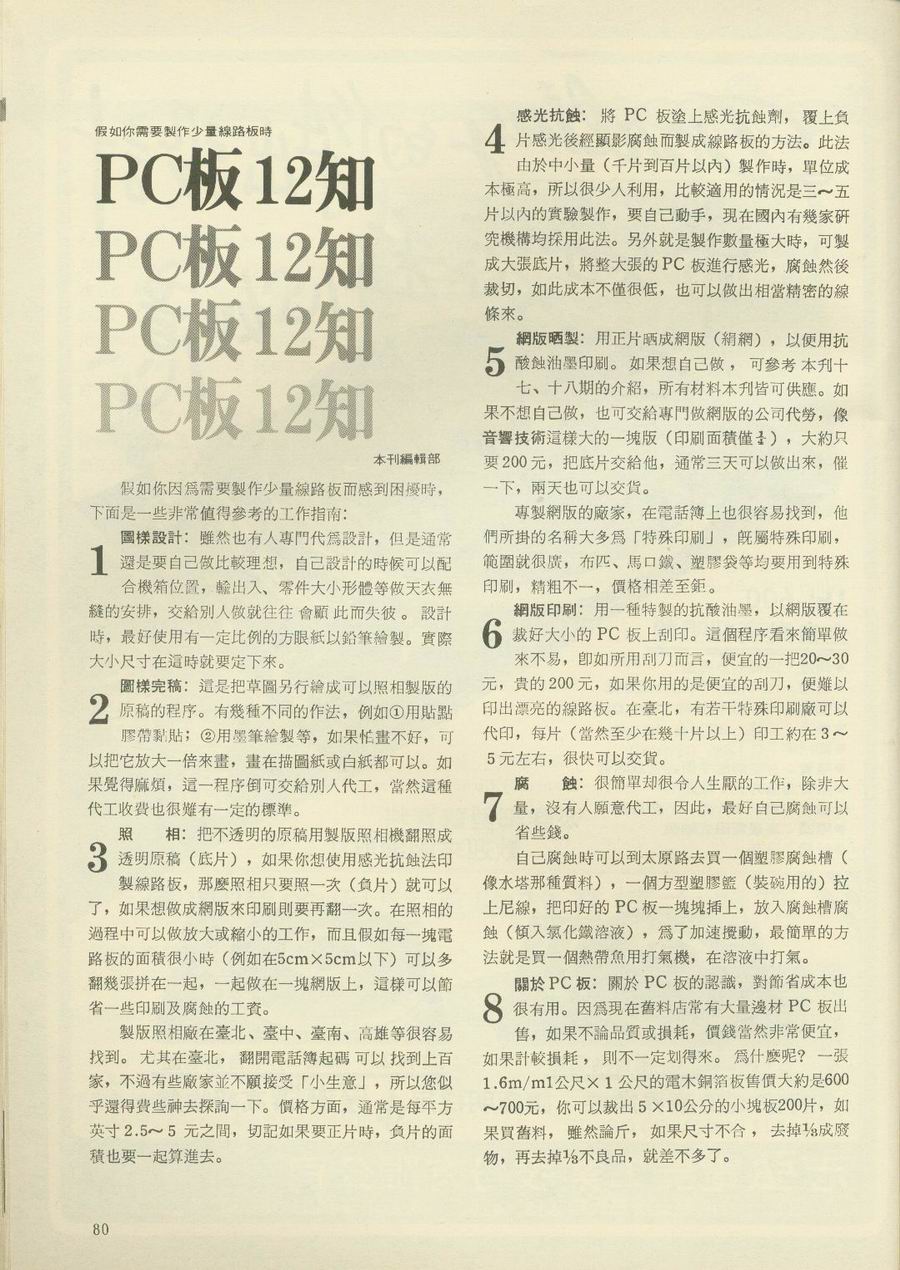 假如你需要製作少量線路板時
PC板12知
PC板12知
PC板12知
PC板12知
本刊編輯部
假如你因爲需要製作少量線路板而感到困擾時，
下面是一些非常値得參考的工作指南：
1 圖樣設計：雖然也有人專門代爲設計，但是通常
還是要自己做比較理想，自己設計的時候可以配
合機箱位置，輸出入、零件大小形體等做天衣無
縫的安排，交給別人做就往往會顧此而失彼。設計
時，最好使用有一定比例的方眼紙以鉛筆繪製。實際
大小尺寸在這時就要定下來。
2 圖樣完稿：這是把草圖另行繪成可以照相製版的
原稿的程序。有幾種不同的作法，例如①用貼點
膠帶黏貼；②用墨筆繪製等，如果怕畫不好，可
以把它放大一倍來畫，畫在描圖紙或白紙都可以。如
果覺得麻煩，這一程序倒可交給別人代工，當然這種
代工收費也很難有一定的標準。
3 照　相：把不透明的原稿用製版照相機翻照成
透明原稿（底片），如果你想使用感光抗蝕法印
製線路板，那麼照相只要照一次（負片）就可以
了，如果想做成網版來印刷則要再翻一次。在照相的
過程中可以做放大或縮小的工作，而且假如每一塊電
路板的面積很小時（例如在5cm×5cm以下）可以多
翻幾張拼在一起，一起做在一塊網版上，這樣可以節
省一些印刷及腐蝕的工資。
製版照相廠在臺北、臺中、臺南、高雄等很容易
找到。尤其在臺北，翻開電話簿起碼可以找到上百
家，不過有些廠家並不願接受「小生意」，所以您似
乎還得費些神去探詢一下。價格方面，通常是每平方
英寸2.5～5 元之間，切記如果要正片時，負片的面
積也要一起算進去。
4 感光抗蝕：將 PC 板塗上感光抗蝕劑，覆上負
片感光後經顯影腐蝕而製成線路板的方法。此法
由於中小量（千片到百片以內）製作時，單位成
本極高，所以很少人利用，比較適用的情況是三～五
片以內的實驗製作，要自己動手，現在國內有幾家研
究機構均採用此法。另外就是製作數量極大時，可製
成大張底片，將整大張的 PC 板進行感光，腐蝕然後
裁切，如此成本不僅很低，也可以做出相當精密的線
條來。
5 網版晒製：用正片晒成網版（絹網），以便用抗
酸蝕油墨印刷。如果想自己做，可參考本刋十
七、十八期的介紹，所有材料本刋皆可供應。如
果不想自己做，也可交給專門做網版的公司代勞，像
音響技術這樣大的一塊版（印刷面積僅¾），大約只
要200元，把底片交給他，通常三天可以做出來，催
一下，兩天也可以交貨。
專製網版的廠家，在電話簿上也很容易找到，他
們所掛的名稱大多爲「特殊印刷」，旣屬特殊印刷，
範圍就很廣，布匹、馬口鐵、塑膠袋等均要用到特殊
印刷，精粗不一，價格相差至鉅。
6 網版印刷：用一種特製的抗酸油墨，以網版覆在
裁好大小的 PC 板上刮印。這個程序看來簡單做
來不易，卽如所用刮刀而言，便宜的一把20～30
元，貴的200元，如果你用的是便宜的刮刀，便難以
印出漂亮的線路板。在臺北，有若干特殊印刷廠可以
代印，每片（當然至少在幾十片以上）印工約在3～
5元左右，很快可以交貨。
7 腐　蝕：很簡單却很令人生厭的工作，除非大
量，沒有人願意代工，因此，最好自己腐蝕可以
省些錢。
自己腐蝕時可以到太原路去買一個塑膠腐蝕槽（
像水塔那種質料），一個方型塑膠籃（裝碗用的）拉
上尼線，把印好的 PC 板一塊塊揷上，放入腐蝕槽腐
蝕（傾入氯化鐵溶液），爲了加速攪動，最簡單的方
法就是買一個熱帶魚用打氣機，在溶液中打氣。
8 關於 PC 板：關於 PC 板的認識，對節省成本也
很有用。因爲現在舊料店常有大量邊材 PC 板出
售，如果不論品質或損耗，價錢當然非常便宜，
如果計較損耗，則不一定划得來。爲什麼呢？一張
1.6m/m1公尺×1公尺的電木銅箔板售價大約是600
～700元，你可以裁出5×10公分的小塊板200片，如
果買舊料，雖然論斤，如果尺寸不合，去掉⅓成廢
物，再去掉⅓不良品，就差不多了。
80